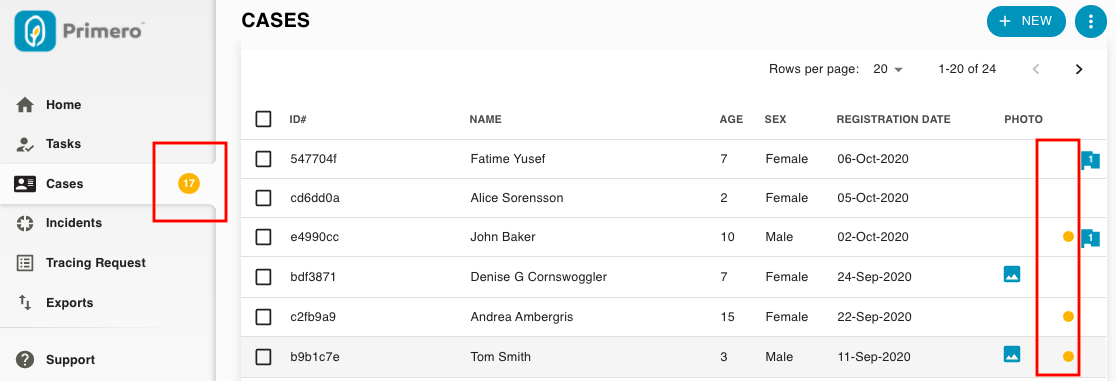 Primero™
CASES
+ NEW
Rows per page: 20 1-20 of 24
Home
Tasks
Cases 17
Incidents
Tracing Request
Exports
Support
ID# NAME AGE SEX REGISTRATION DATE PHOTO
547704f Fatime Yusef 7 Female 06-Oct-2020 1
cd6dd0a Alice Sorensson 2 Female 05-Oct-2020
e4990cc John Baker 10 Male 02-Oct-2020 1
bdf3871 Denise G Cornswoggler 7 Female 24-Sep-2020
c2fb9a9 Andrea Ambergris 15 Female 22-Sep-2020
b9b1c7e Tom Smith 3 Male 11-Sep-2020